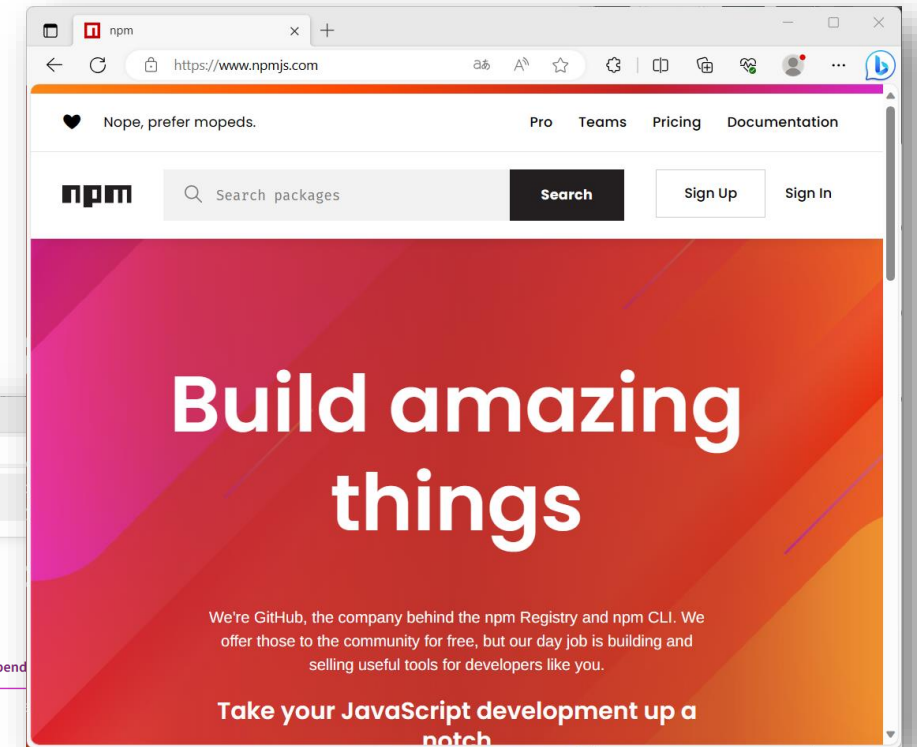 npm
https://www.npmjs.com
Nope, prefer mopeds.
Pro Teams Pricing Documentation
npm
Search packages
Search
Sign Up
Sign In
Build amazing
things
We're GitHub, the company behind the npm Registry and npm CLI. We
offer those to the community for free, but our day job is building and
selling useful tools for developers like you.
Take your JavaScript development up a
notch